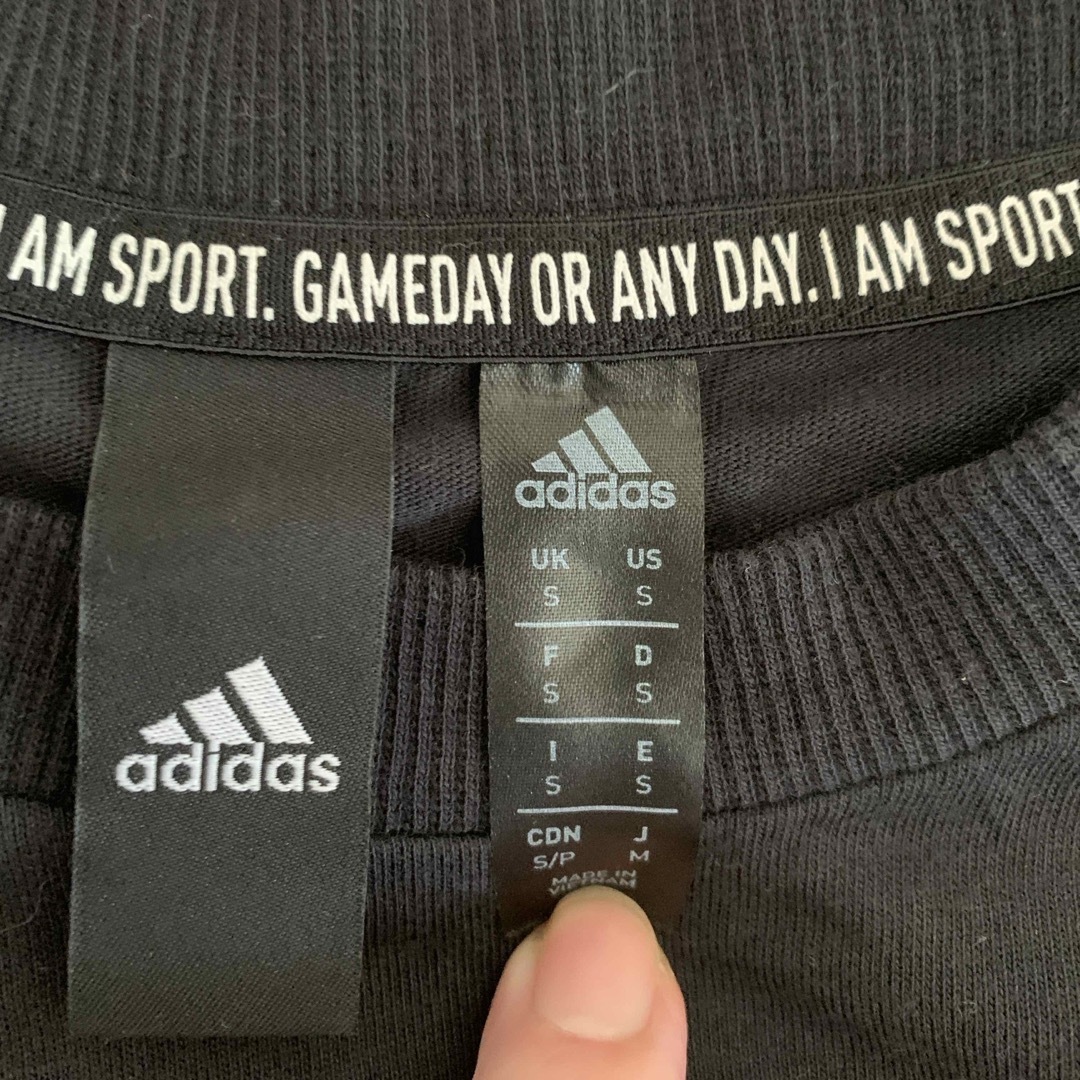 I AM SPORT. GAMEDAY OR ANY DAY. I AM SPORT
adidas
adidas
UK US
S S
F D
S S
I E
S S
CDN J
S/P M
MADE IN
VIETNAM